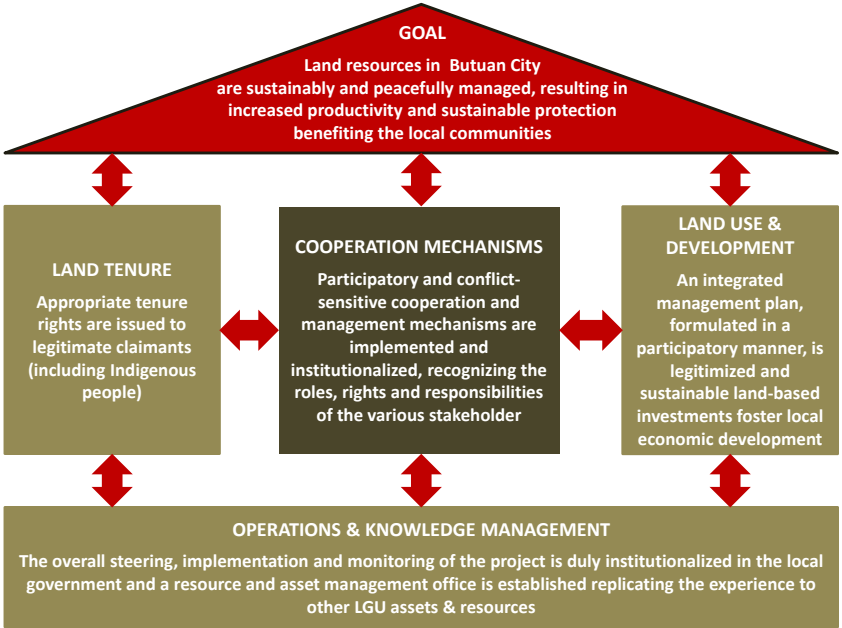 GOAL
Land resources in Butuan City
are sustainably and peacefully managed, resulting in
increased productivity and sustainable protection
benefiting the local communities
LAND TENURE
Appropriate tenure
rights are issued to
legitimate claimants
(including Indigenous
people)
COOPERATION MECHANISMS
Participatory and conflict-
sensitive cooperation and
management mechanisms are
implemented and
institutionalized, recognizing the
roles, rights and responsibilities
of the various stakeholder
LAND USE &
DEVELOPMENT
An integrated
management plan,
formulated in a
participatory manner, is
legitimized and
sustainable land-based
investments foster local
economic development
OPERATIONS & KNOWLEDGE MANAGEMENT
The overall steering, implementation and monitoring of the project is duly institutionalized in the local
government and a resource and asset management office is established replicating the experience to
other LGU assets & resources